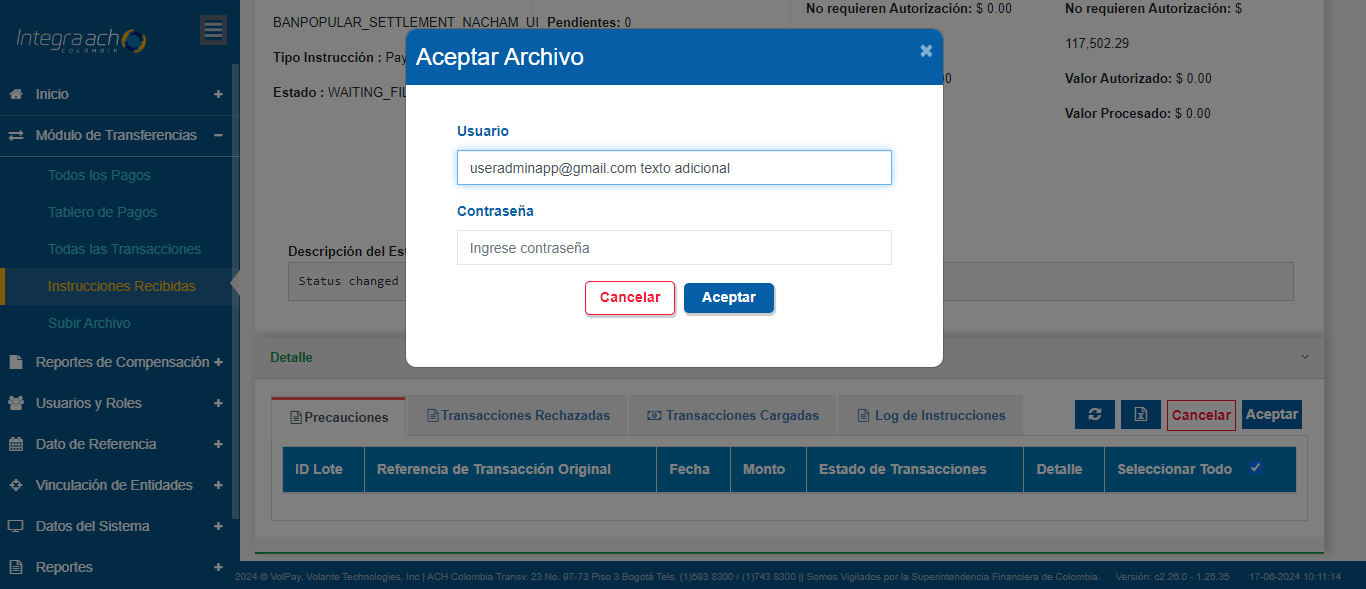 Integra ach
COLOMBIA
Inicio
Módulo de Transferencias
Todos los Pagos
Tablero de Pagos
Todas las Transacciones
Instrucciones Recibidas
Subir Archivo
Reportes de Compensación
Usuarios y Roles
Dato de Referencia
Vinculación de Entidades
Datos del Sistema
Reportes
BANPOPULAR_SETTLEMENT_NACHAM_UI
Tipo Instrucción : Pay
Estado : WAITING_FIL
Pendientes: 0
No requieren Autorización: $ 0.00
No requieren Autorización: $
117,502.29
Valor Autorizado: $ 0.00
Valor Procesado: $ 0.00
Descripción del Es
Status changed
Aceptar Archivo
×
Usuario
useradminapp@gmail.com texto adicional
Contraseña
Ingrese contraseña
Cancelar Aceptar
Detalle
Precauciones Transacciones Rechazadas Transacciones Cargadas Log de Instrucciones Cancelar Aceptar
ID Lote Referencia de Transacción Original Fecha Monto Estado de Transacciones Detalle Seleccionar Todo
2024 © VolPay, Volante Technologies, Inc | ACH Colombia Transv. 23 No. 97-73 Piso 3 Bogotá Tels. (1)593 8300 / (1)743 8300 || Somos Vigilados por la Superintendencia Financiera de Colombia. Versión: c2.26.0 - 1.25.35 17-06-2024 10:11:14